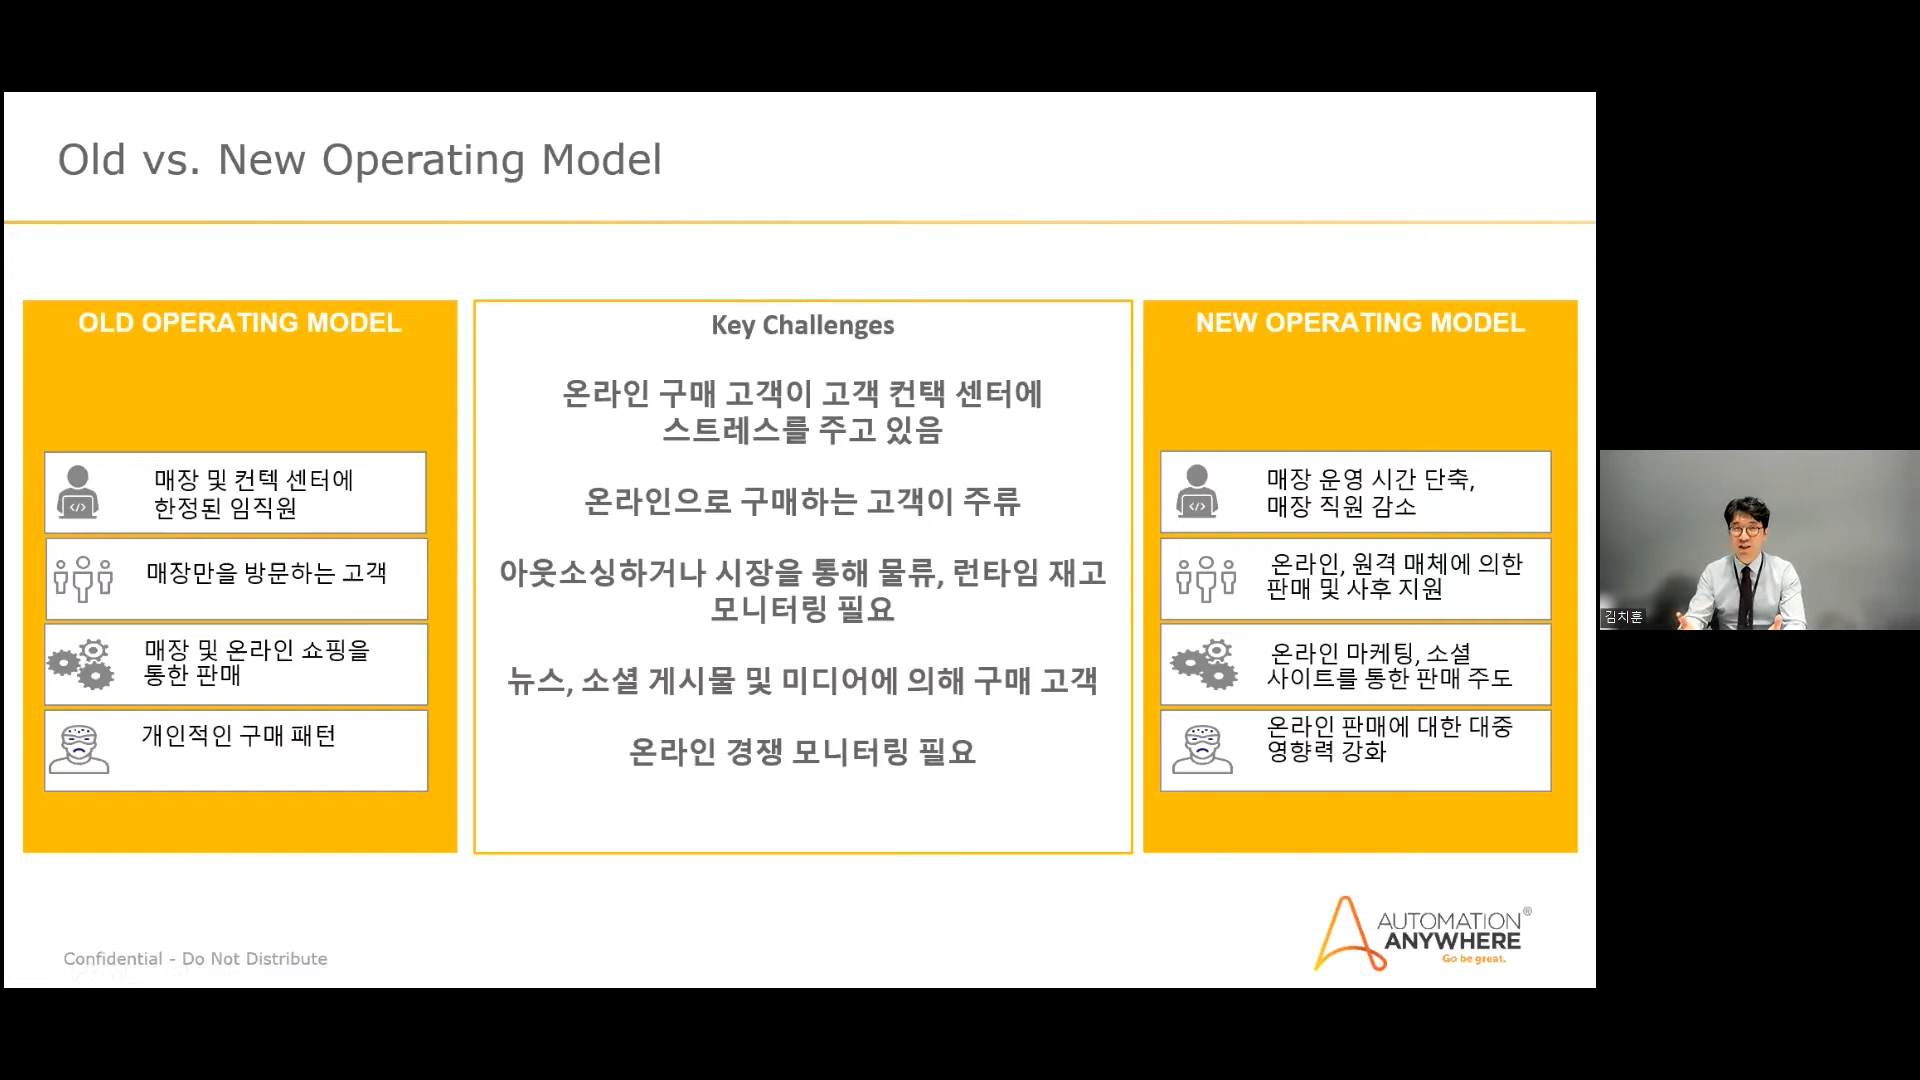 Old vs. New Operating Model
OLD OPERATING MODEL
매장 및 컨텍 센터에
한정된 임직원
매장만을 방문하는 고객
매장 및 온라인 쇼핑을
통한 판매
개인적인 구매 패턴
Key Challenges
온라인 구매 고객이 고객 컨택 센터에
스트레스를 주고 있음
온라인으로 구매하는 고객이 주류
아웃소싱하거나 시장을 통해 물류, 런타임 재고
모니터링 필요
뉴스, 소셜 게시물 및 미디어에 의해 구매 고객
온라인 경쟁 모니터링 필요
NEW OPERATING MODEL
매장 운영 시간 단축,
매장 직원 감소
온라인, 원격 매체에 의한
판매 및 사후 지원
온라인 마케팅, 소셜
사이트를 통한 판매 주도
온라인 판매에 대한 대중
영향력 강화
김치훈
Confidential - Do Not Distribute
AUTOMATION®
ANYWHERE
Go be great.